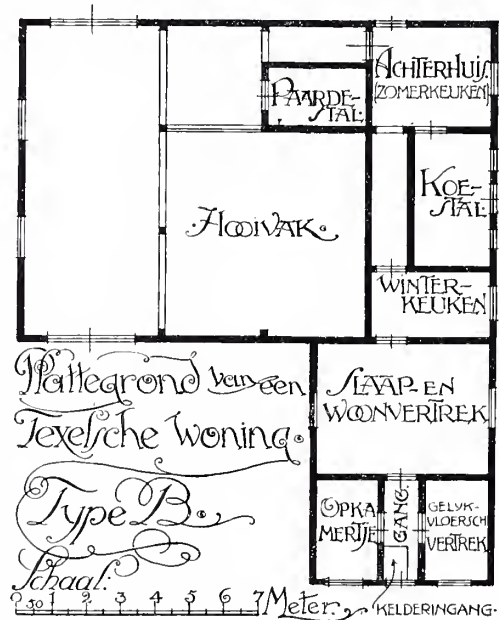 ACHTERHUIS.
(ZOMERKEUKEN)
PAARDE-
STAL.
KOE-
STAL.
HOOIVAK.
WINTER-
KEUKEN
Plattegrond van een
Texelsche Woning.
Type B.
SLAAP- EN
WOONVERTREK
OPKA
MERTJE
GANG.
GELYK-
VLOERSCH
VERTREK
Schaal:
0 50 1 2 3 4 5 6 7 Meter.
KELDERINGANG.